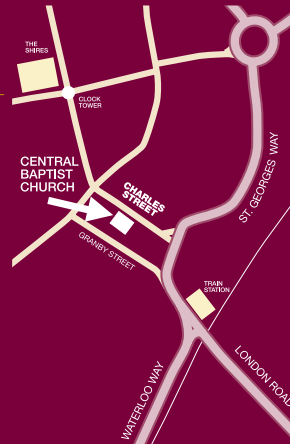 THE
SHIRES
CLOCK
TOWER
CENTRAL
BAPTIST
CHURCH
CHARLES
STREET
GRANBY STREET
ST. GEORGES WAY
TRAIN
STATION
WATERLOO WAY
LONDON ROAD